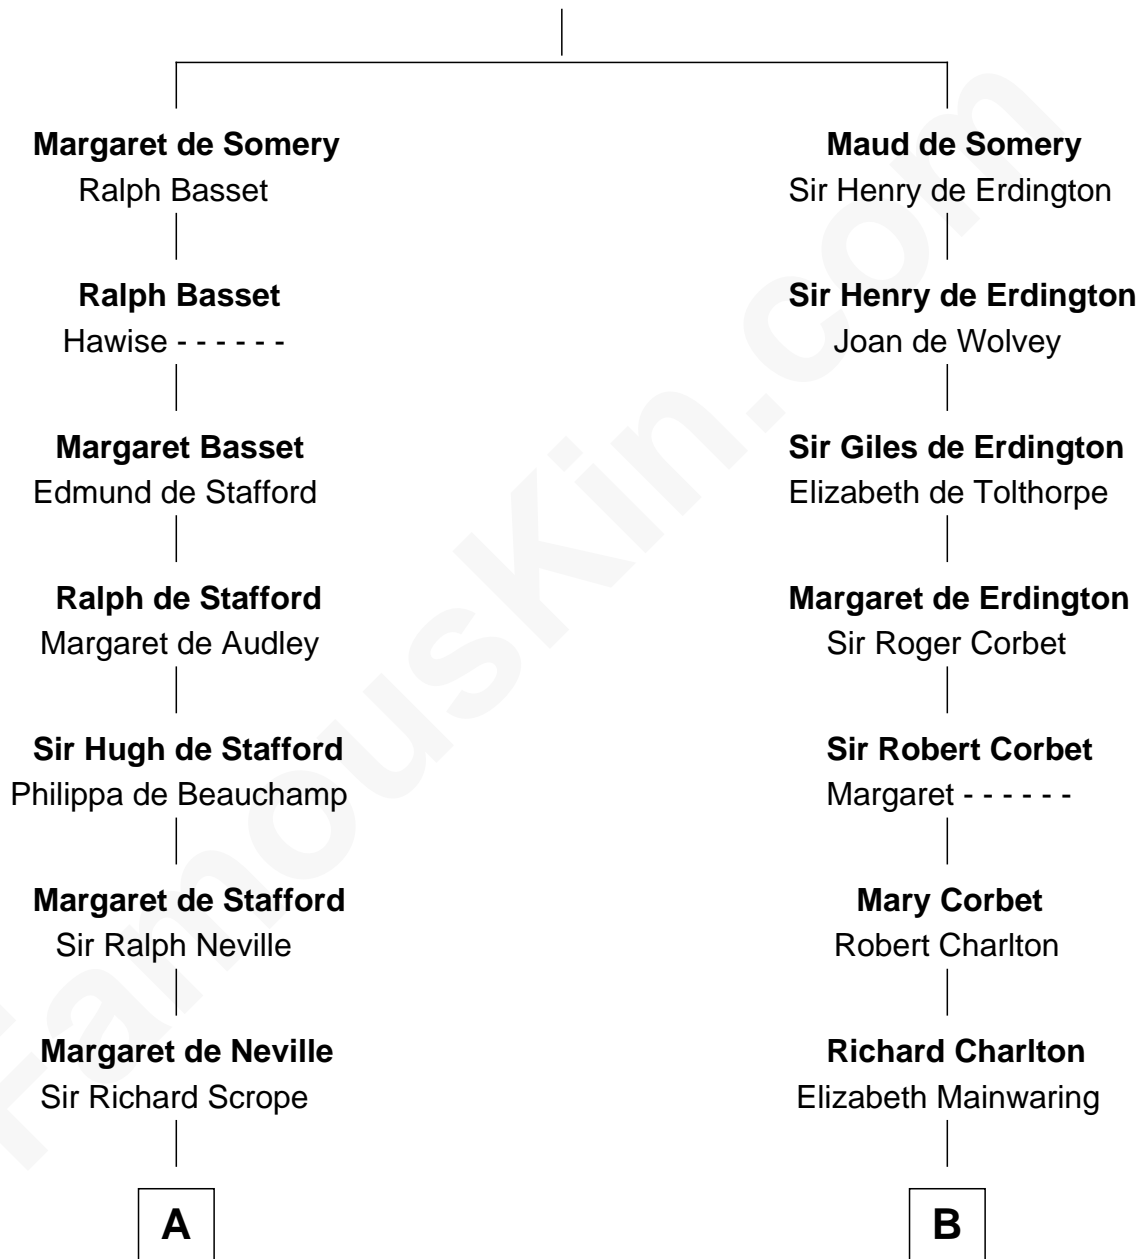 Margaret de Somery
Ralph Basset
Ralph Basset
Hawise - - - - - -
Margaret Basset
Edmund de Stafford
Ralph de Stafford
Margaret de Audley
Sir Hugh de Stafford
Philippa de Beauchamp
Margaret de Stafford
Sir Ralph Neville
Margaret de Neville
Sir Richard Scrope
A
Maud de Somery
Sir Henry de Erdington
Sir Henry de Erdington
Joan de Wolvey
Sir Giles de Erdington
Elizabeth de Tolthorpe
Margaret de Erdington
Sir Roger Corbet
Sir Robert Corbet
Margaret - - - - - -
Mary Corbet
Robert Charlton
Richard Charlton
Elizabeth Mainwaring
B
FamousKin.com